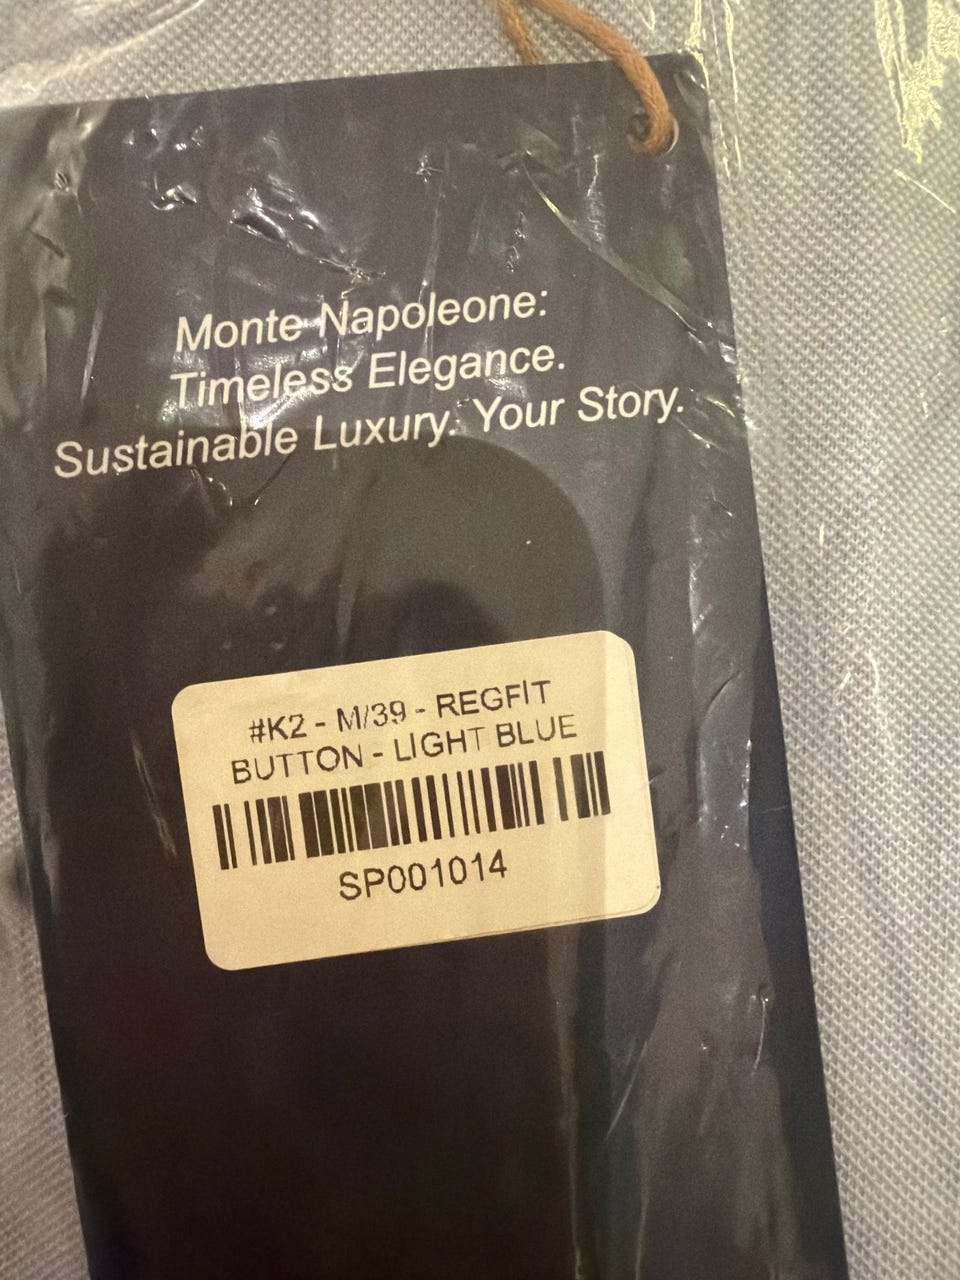 Monte Napoleone:
Timeless Elegance.
Sustainable Luxury. Your Story.
#K2 - M/39 - REGFIT
BUTTON - LIGHT BLUE
SP001014